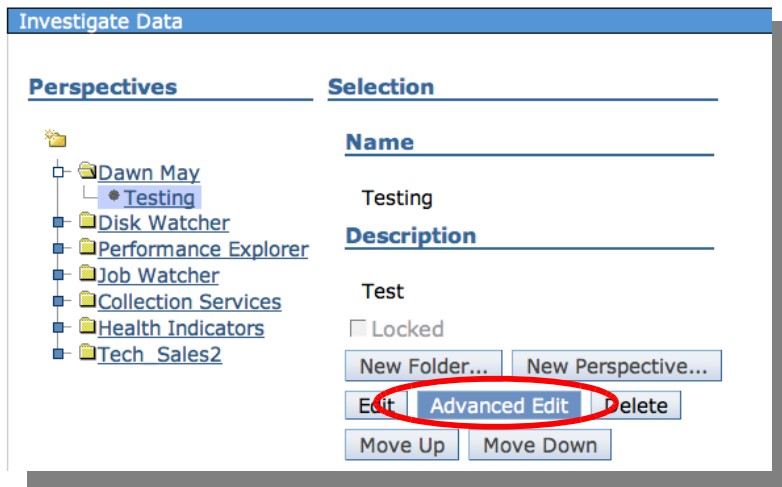 Investigate Data
Perspectives
Selection
Dawn May
Testing
Disk Watcher
Performance Explorer
Job Watcher
Collection Services
Health Indicators
Tech_Sales2
Name
Testing
Description
Test
Locked
New Folder... New Perspective...
Edit Advanced Edit Delete
Move Up Move Down